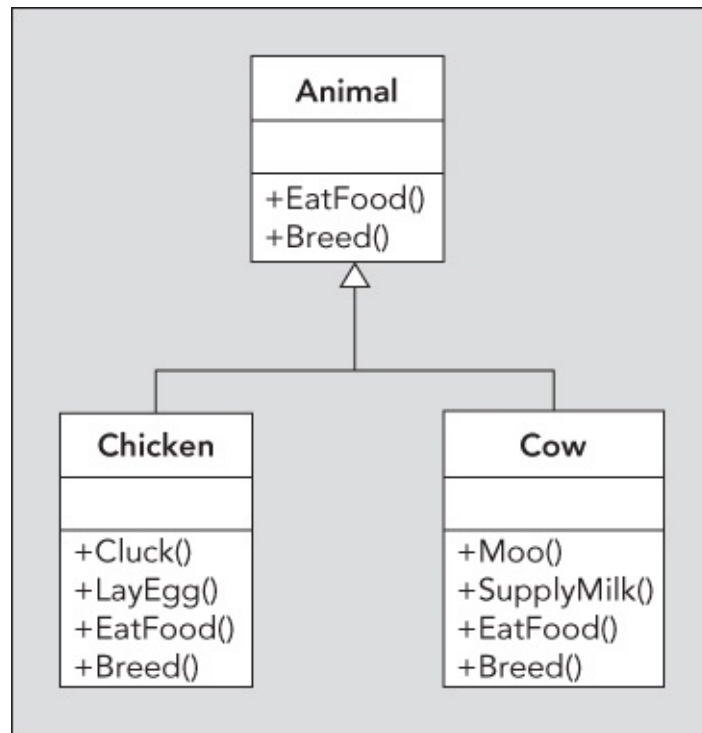 Animal
+EatFood()
+Breed()
Chicken
+Cluck()
+LayEgg()
+EatFood()
+Breed()
Cow
+Moo()
+SupplyMilk()
+EatFood()
+Breed()